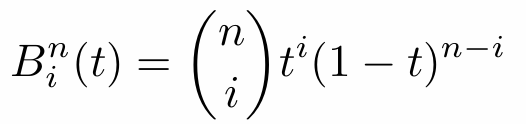 $B_i^n(t) = \binom{n}{i} t^i (1 - t)^{n-i}$